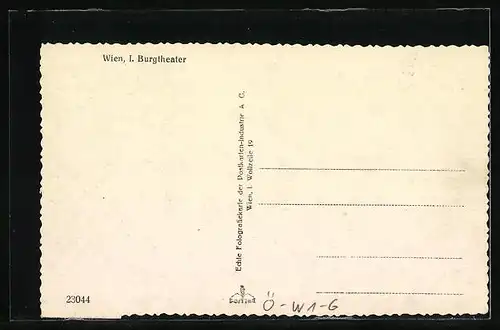 Wien, I. Burgtheater
Echte Fotografiekarte der Postkarten-Industrie A. G.
Wien, I. Wollzeile 19
23044
Ö-W1-G